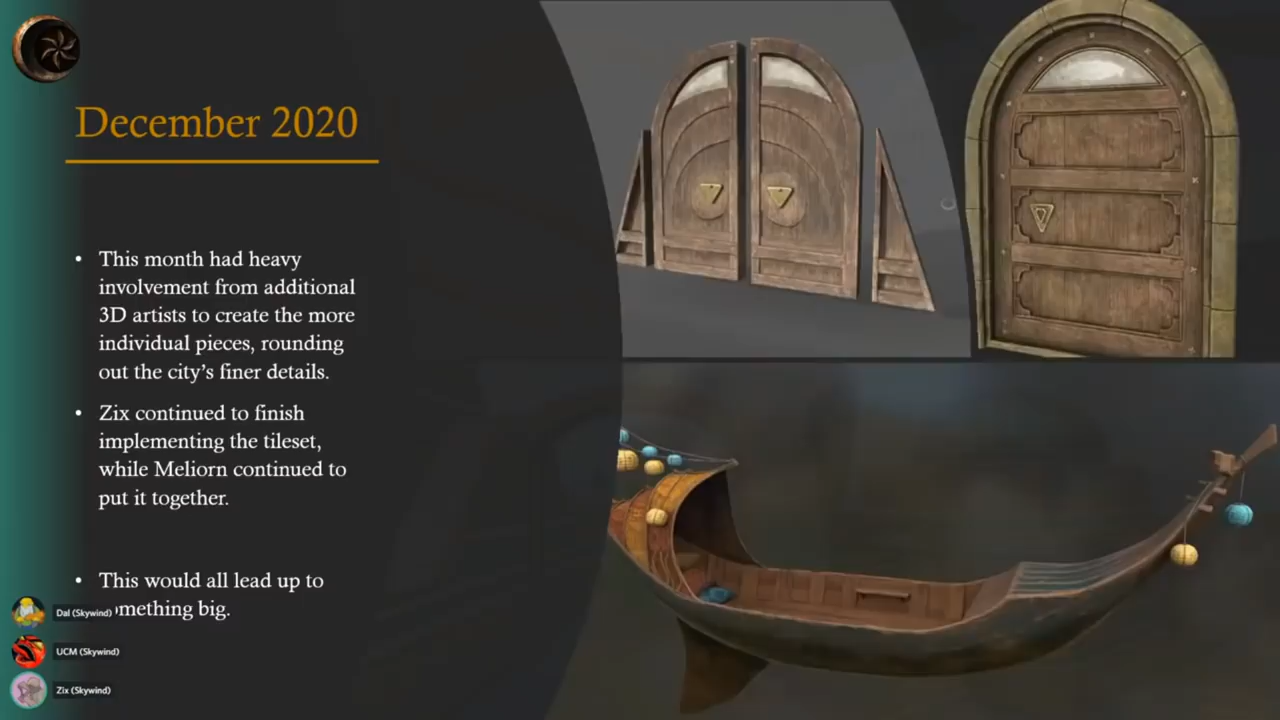 December 2020
• This month had heavy
involvement from additional
3D artists to create the more
individual pieces, rounding
out the city’s finer details.
• Zix continued to finish
implementing the tileset,
while Meliorn continued to
put it together.
• This would all lead up to
mething big.
Dal (Skywind)
UCM (Skywind)
Zix (Skywind)